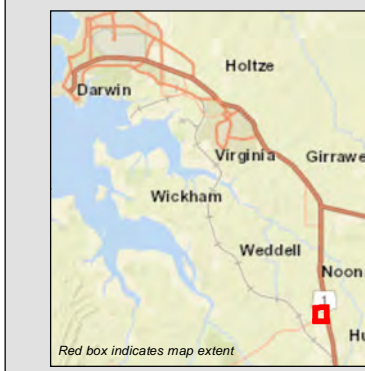 Holtze
Darwin
Virginia
Girrawe
Wickham
Weddell
Noon
1
Hu
Red box indicates map extent